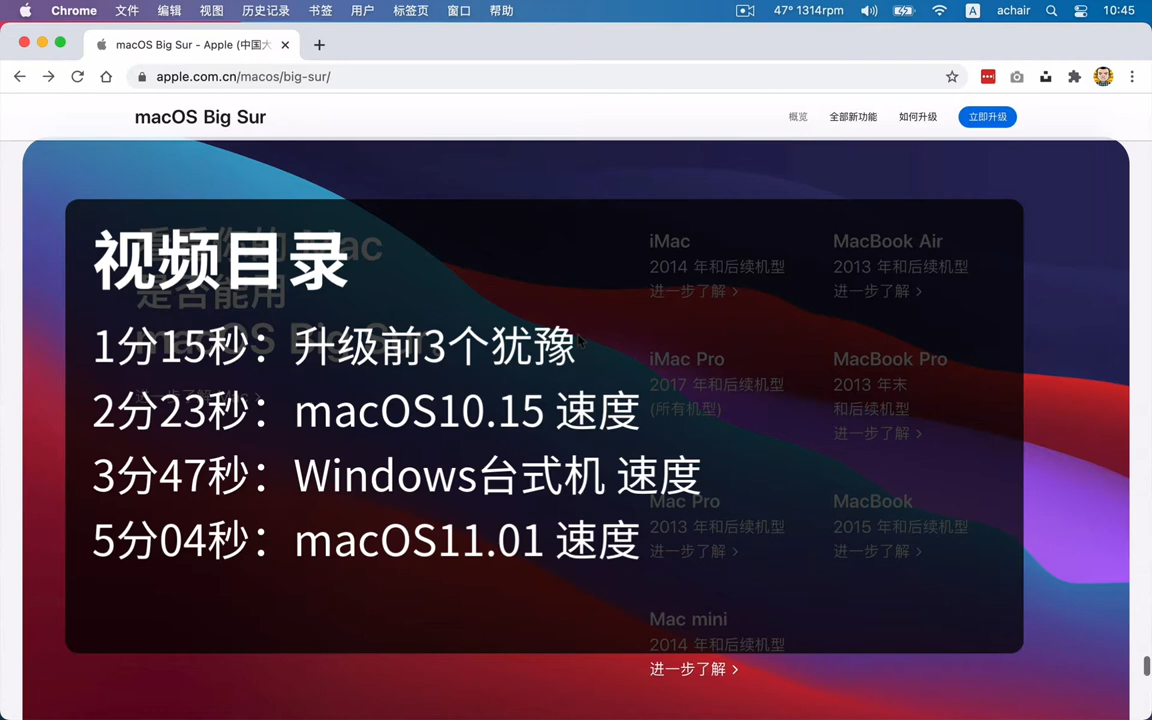 Chrome 文件 编辑 视图 历史记录 书签 用户 标签页 窗口 帮助 47° 1314rpm A achair 10:45
macOS Big Sur - Apple (中国大
apple.com.cn/macos/big-sur/
macOS Big Sur 概览 全部新功能 如何升级 立即升级
视频目录
1分15秒：升级前3个犹豫
2分23秒：macOS10.15 速度
3分47秒：Windows台式机 速度
5分04秒：macOS11.01 速度
是否能用
iMac
2014 年和后续机型
进一步了解 >
MacBook Air
2013 年和后续机型
进一步了解 >
iMac Pro
2017 年和后续机型
(所有机型)
MacBook Pro
2013 年末
和后续机型
进一步了解 >
Mac Pro
2013 年和后续机型
进一步了解 >
MacBook
2015 年和后续机型
进一步了解 >
Mac mini
2014 年和后续机型
进一步了解 >